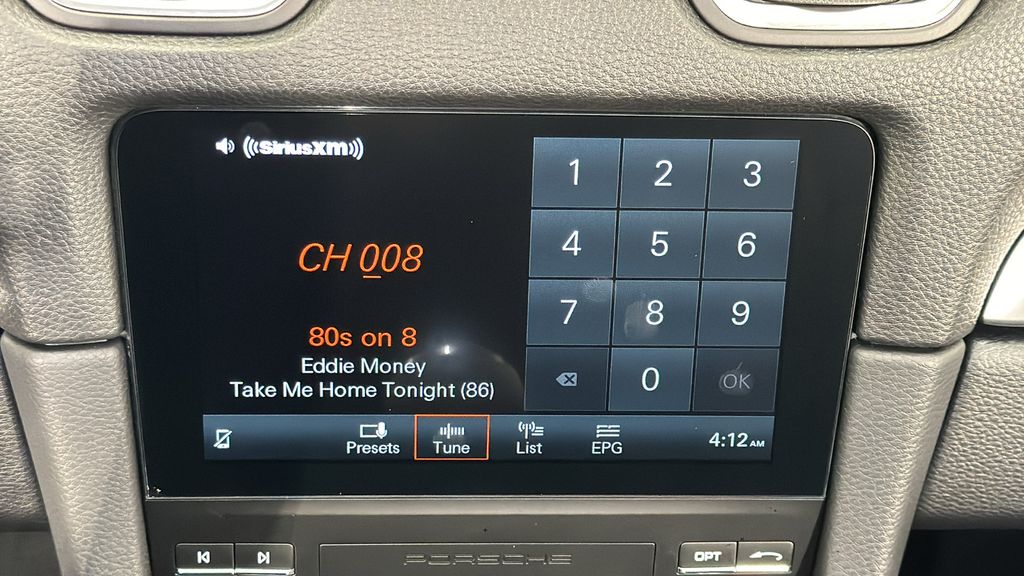 SiriusXM
CH 008
80s on 8
Eddie Money
Take Me Home Tonight (86)
1 2 3
4 5 6
7 8 9
0 OK
Presets Tune List EPG 4:12 AM
PORSCHE
OPT